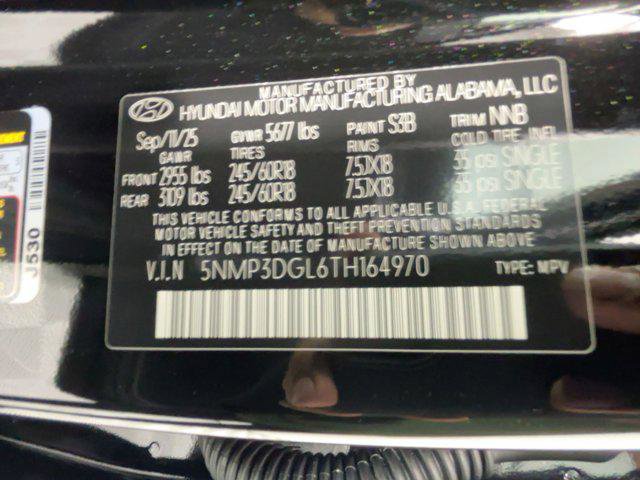 MANUFACTURED BY
HYUNDAI MOTOR MANUFACTURING ALABAMA, LLC
Sep/11/25 GVWR 5677 lbs PAINT S3B TRIM NNB
GAWR TIRES RIMS COLD TIRE INFL
FRONT 2955 lbs 245/60R18 7.5JX18 35 PSI SINGLE
REAR 3109 lbs 245/60R18 7.5JX18 35 PSI SINGLE
THIS VEHICLE CONFORMS TO ALL APPLICABLE U.S.A. FEDERAL
MOTOR VEHICLE SAFETY AND THEFT PREVENTION STANDARDS
IN EFFECT ON THE DATE OF MANUFACTURE SHOWN ABOVE.
V.I.N 5NMP3DGL6TH164970 TYPE: MPV
J530